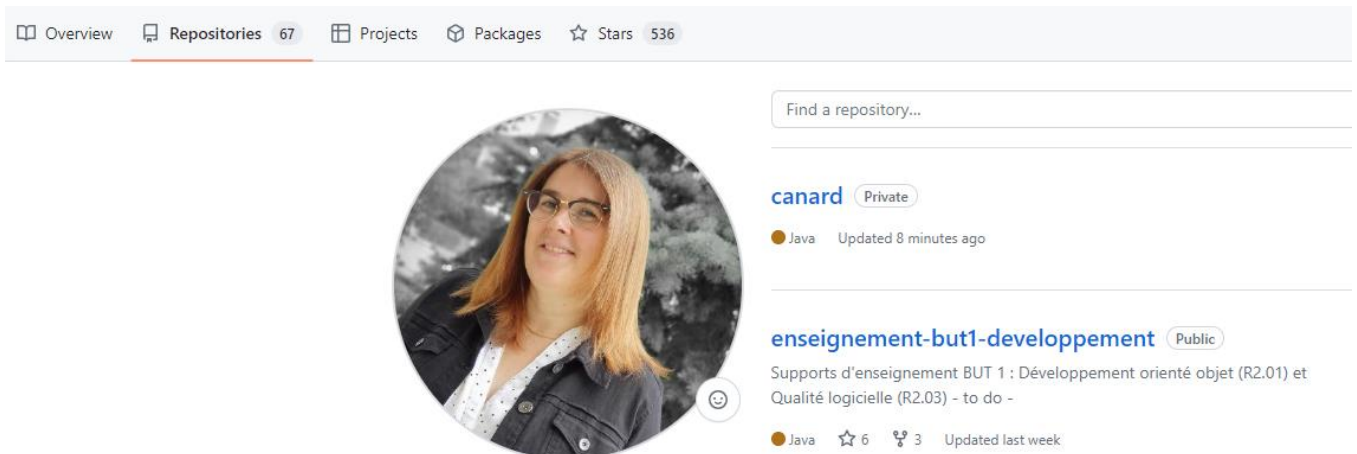 Overview Repositories 67 Projects Packages Stars 536
Find a repository...
canard Private
Java Updated 8 minutes ago
enseignement-but1-developpement Public
Supports d'enseignement BUT 1 : Développement orienté objet (R2.01) et
Qualité logicielle (R2.03) - to do -
Java 6 3 Updated last week